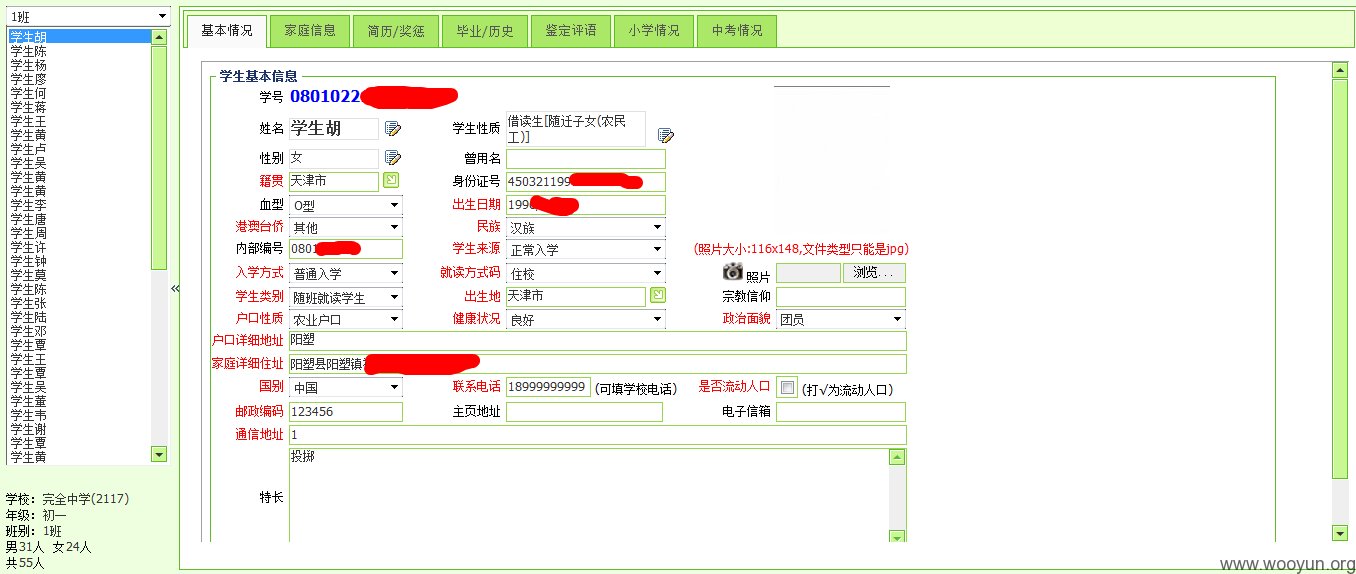 1班
学生胡
学生陈
学生杨
学生廖
学生何
学生蒋
学生王
学生黄
学生卢
学生吴
学生黄
学生黄
学生李
学生唐
学生周
学生许
学生钟
学生莫
学生陈
学生张
学生陆
学生邓
学生覃
学生王
学生覃
学生吴
学生董
学生韦
学生谢
学生覃
学生黄
学校：完全中学(2117)
年级：初一
班别：1班
男31人 女24人
共55人
基本情况 家庭信息 简历/奖惩 毕业/历史 鉴定评语 小学情况 中考情况
学生基本信息
学号 0801022
姓名 学生胡 学生性质 借读生[随迁子女(农民
工)]
性别 女 曾用名
籍贯 天津市 身份证号 450321199
血型 O型 出生日期 199
港澳台侨 其他 民族 汉族
内部编号 080 学生来源 正常入学 (照片大小:116x148,文件类型只能是jpg)
入学方式 普通入学 就读方式码 住校 照片 浏览...
学生类别 随班就读学生 出生地 天津市 宗教信仰
户口性质 农业户口 健康状况 良好 政治面貌 团员
户口详细地址 阳塑
家庭详细住址 阳塑县阳塑镇
国别 中国 联系电话 18999999999 (可填学校电话) 是否流动人口 (打√为流动人口)
邮政编码 123456 主页地址 电子信箱
通信地址 1
投掷
特长
«
www.wooyun.org